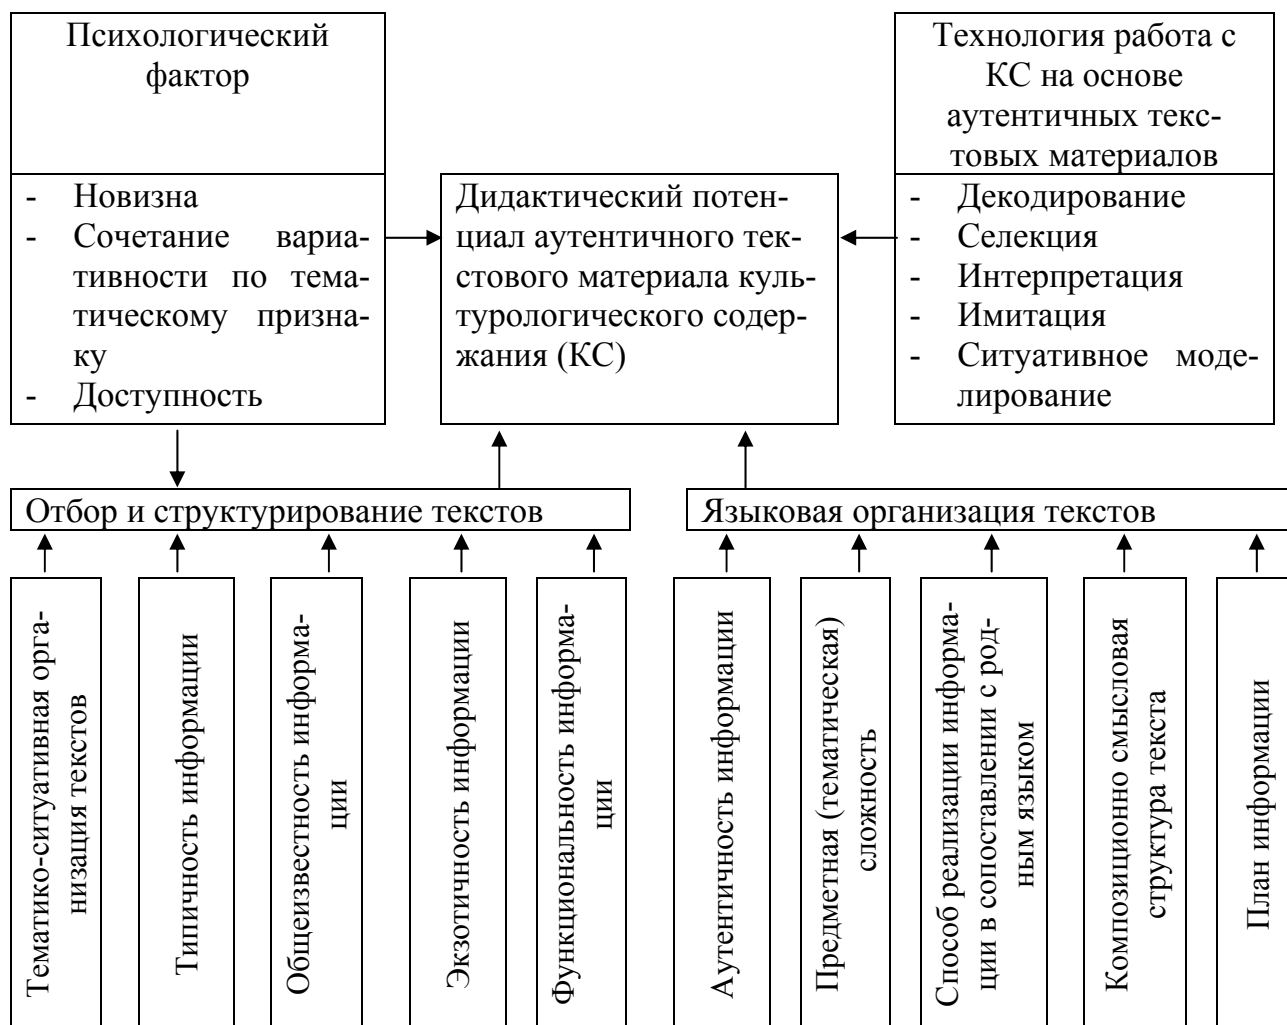 Психологический
фактор
- Новизна
- Сочетание вариа-
тивности по тема-
тическому призна-
ку
- Доступность
Дидактический потен-
циал аутентичного тек-
стового материала куль-
турологического содер-
жания (КС)
Технология работа с
КС на основе
аутентичных текс-
товых материалов
- Декодирование
- Селекция
- Интерпретация
- Имитация
- Ситуативное моде-
лирование
Отбор и структурирование текстов
Языковая организация текстов
Тематико-ситуативная орга-
низация текстов
Типичность информации
Общеизвестность информа-
ции
Экзотичность информации
Функциональность информа-
ции
Аутентичность информации
Предметная (тематическая)
сложность
Способ реализации информа-
ции в сопоставлении с род-
ным языком
Композиционно смысловая
структура текста
План информации